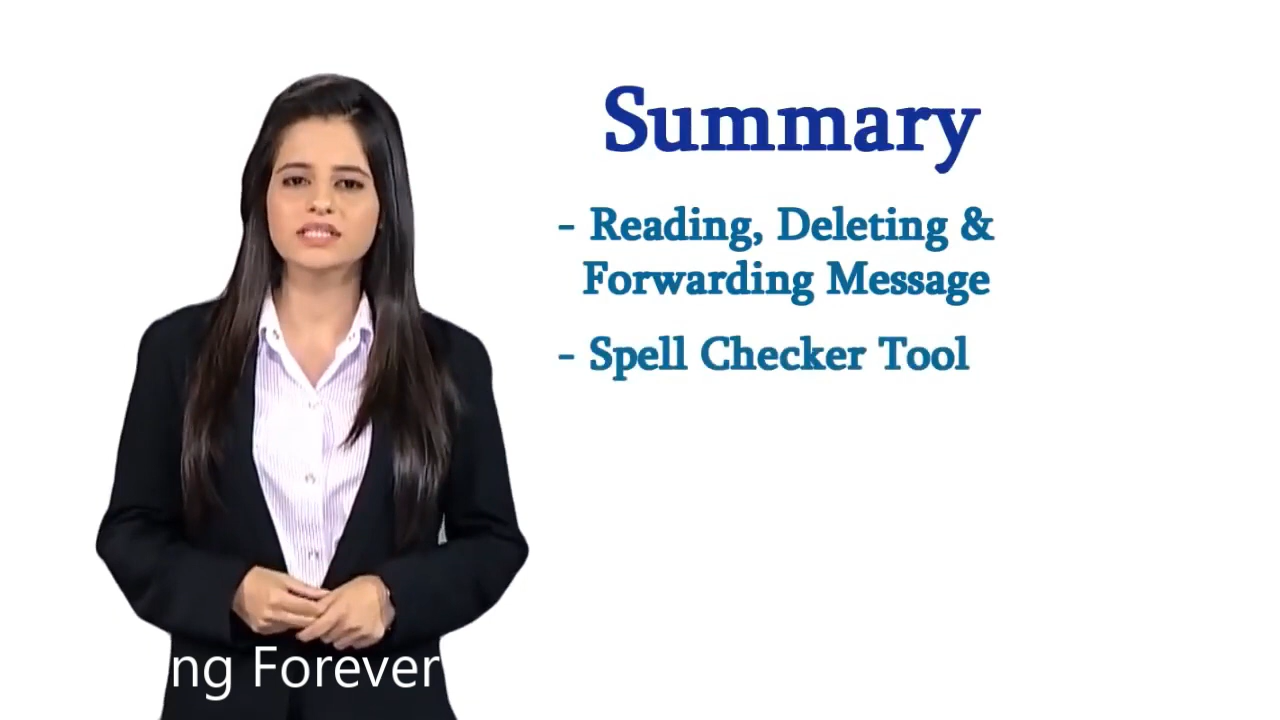 Summary
- Reading, Deleting &
Forwarding Message
- Spell Checker Tool
ng Forever